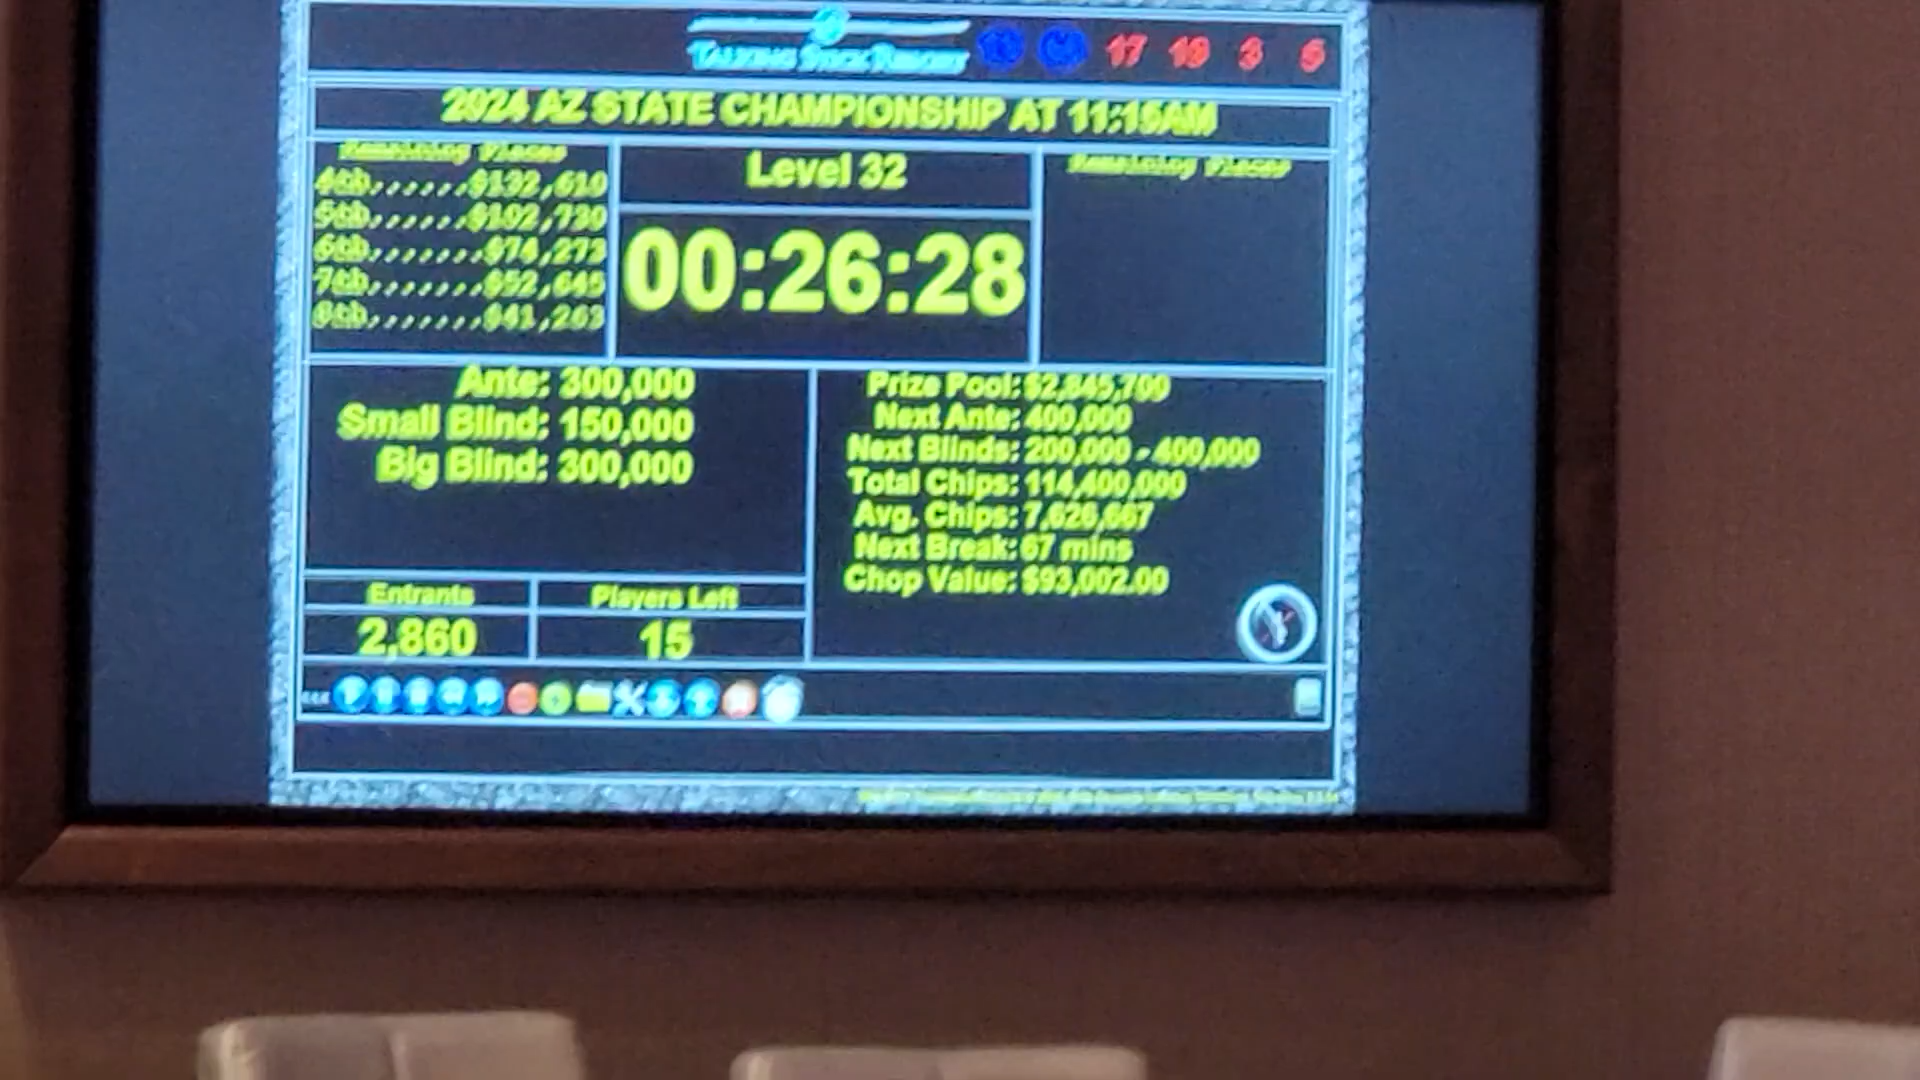 TALKING STICK RESORT 17 19 3 5
2024 AZ STATE CHAMPIONSHIP AT 11:15AM
Remaining Places
4th......$132,610
5th......$102,730
6th.......$74,273
7th.......$52,645
8th.......$41,263
Level 32
00:26:28
Remaining Places
Ante: 300,000
Small Blind: 150,000
Big Blind: 300,000
Prize Pool: $2,845,700
Next Ante: 400,000
Next Blinds: 200,000 - 400,000
Total Chips: 114,400,000
Avg. Chips: 7,626,667
Next Break: 67 mins
Chop Value: $93,002.00
Entrants
2,860
Players Left
15